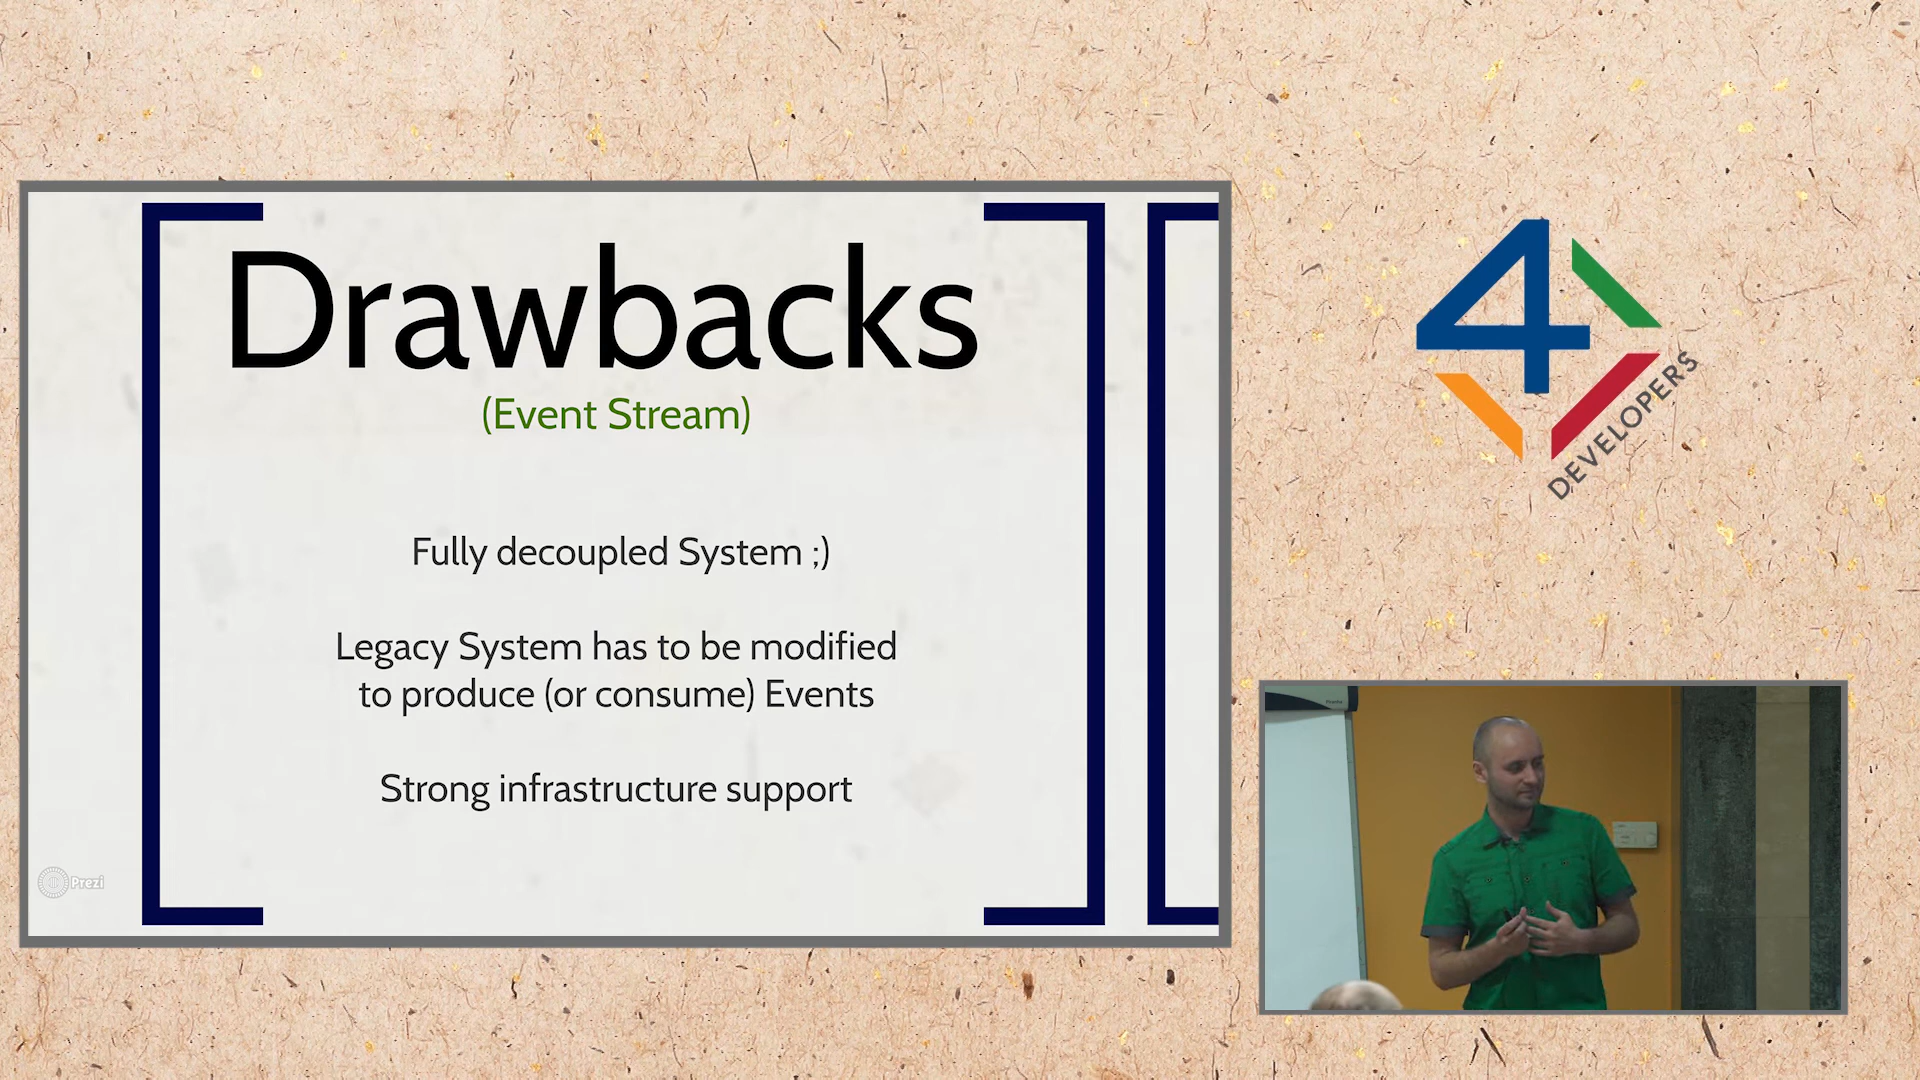 Drawbacks
(Event Stream)
Fully decoupled System ;)
Legacy System has to be modified
to produce (or consume) Events
Strong infrastructure support
Prezi
4
DEVELOPERS